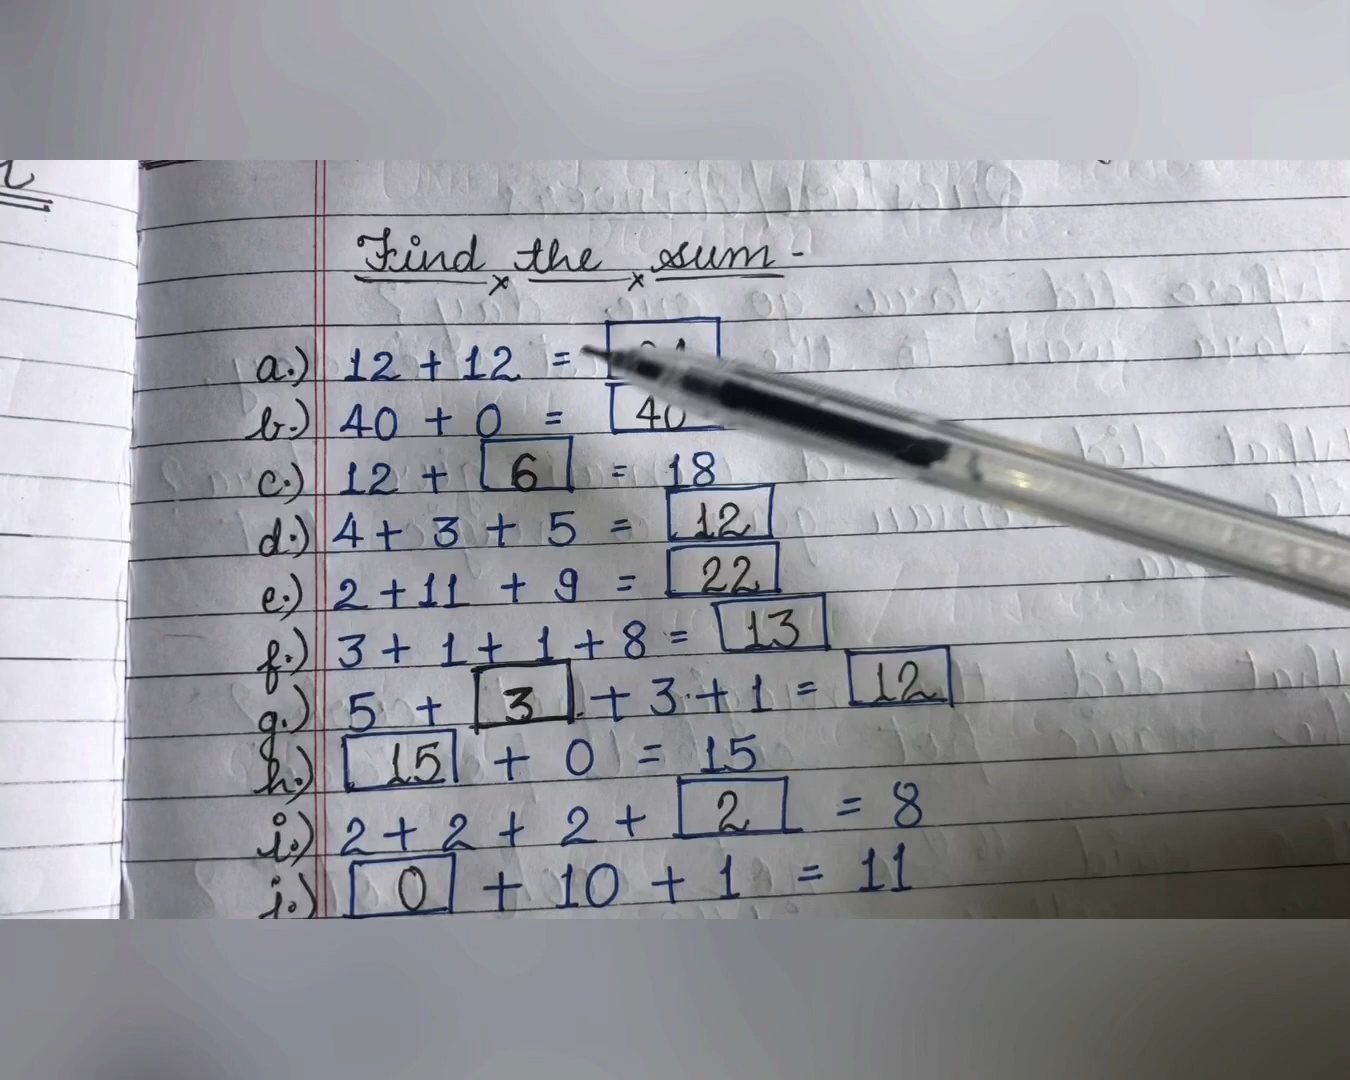 Find the sum -
a.) 12 + 12 =
b.) 40 + 0 = 40
c.) 12 + 6 = 18
d.) 4 + 3 + 5 = 12
e.) 2 + 11 + 9 = 22
f.) 3 + 1 + 1 + 8 = 13
g.) 5 + 3 + 3 + 1 = 12
h.) 15 + 0 = 15
i.) 2 + 2 + 2 + 2 = 8
j.) 0 + 10 + 1 = 11